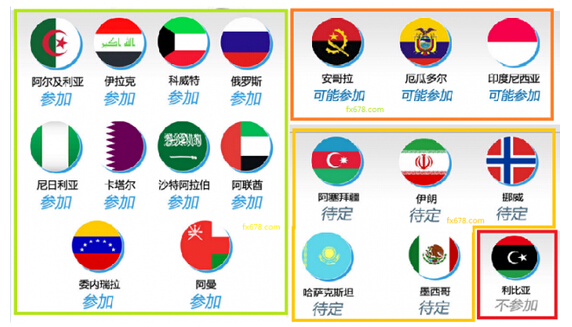 阿尔及利亚 伊拉克 科威特 俄罗斯
参加 参加 参加 参加
尼日利亚 卡塔尔 沙特阿拉伯 阿联酋
参加 参加 参加 参加
fx678.com
委内瑞拉 阿曼
参加 参加
安哥拉 厄瓜多尔 印度尼西亚
可能参加 可能参加 可能参加
fx678.com
阿塞拜疆 伊朗 挪威
待定 待定 待定
fx678.com
哈萨克斯坦 墨西哥
待定 待定
利比亚
不参加